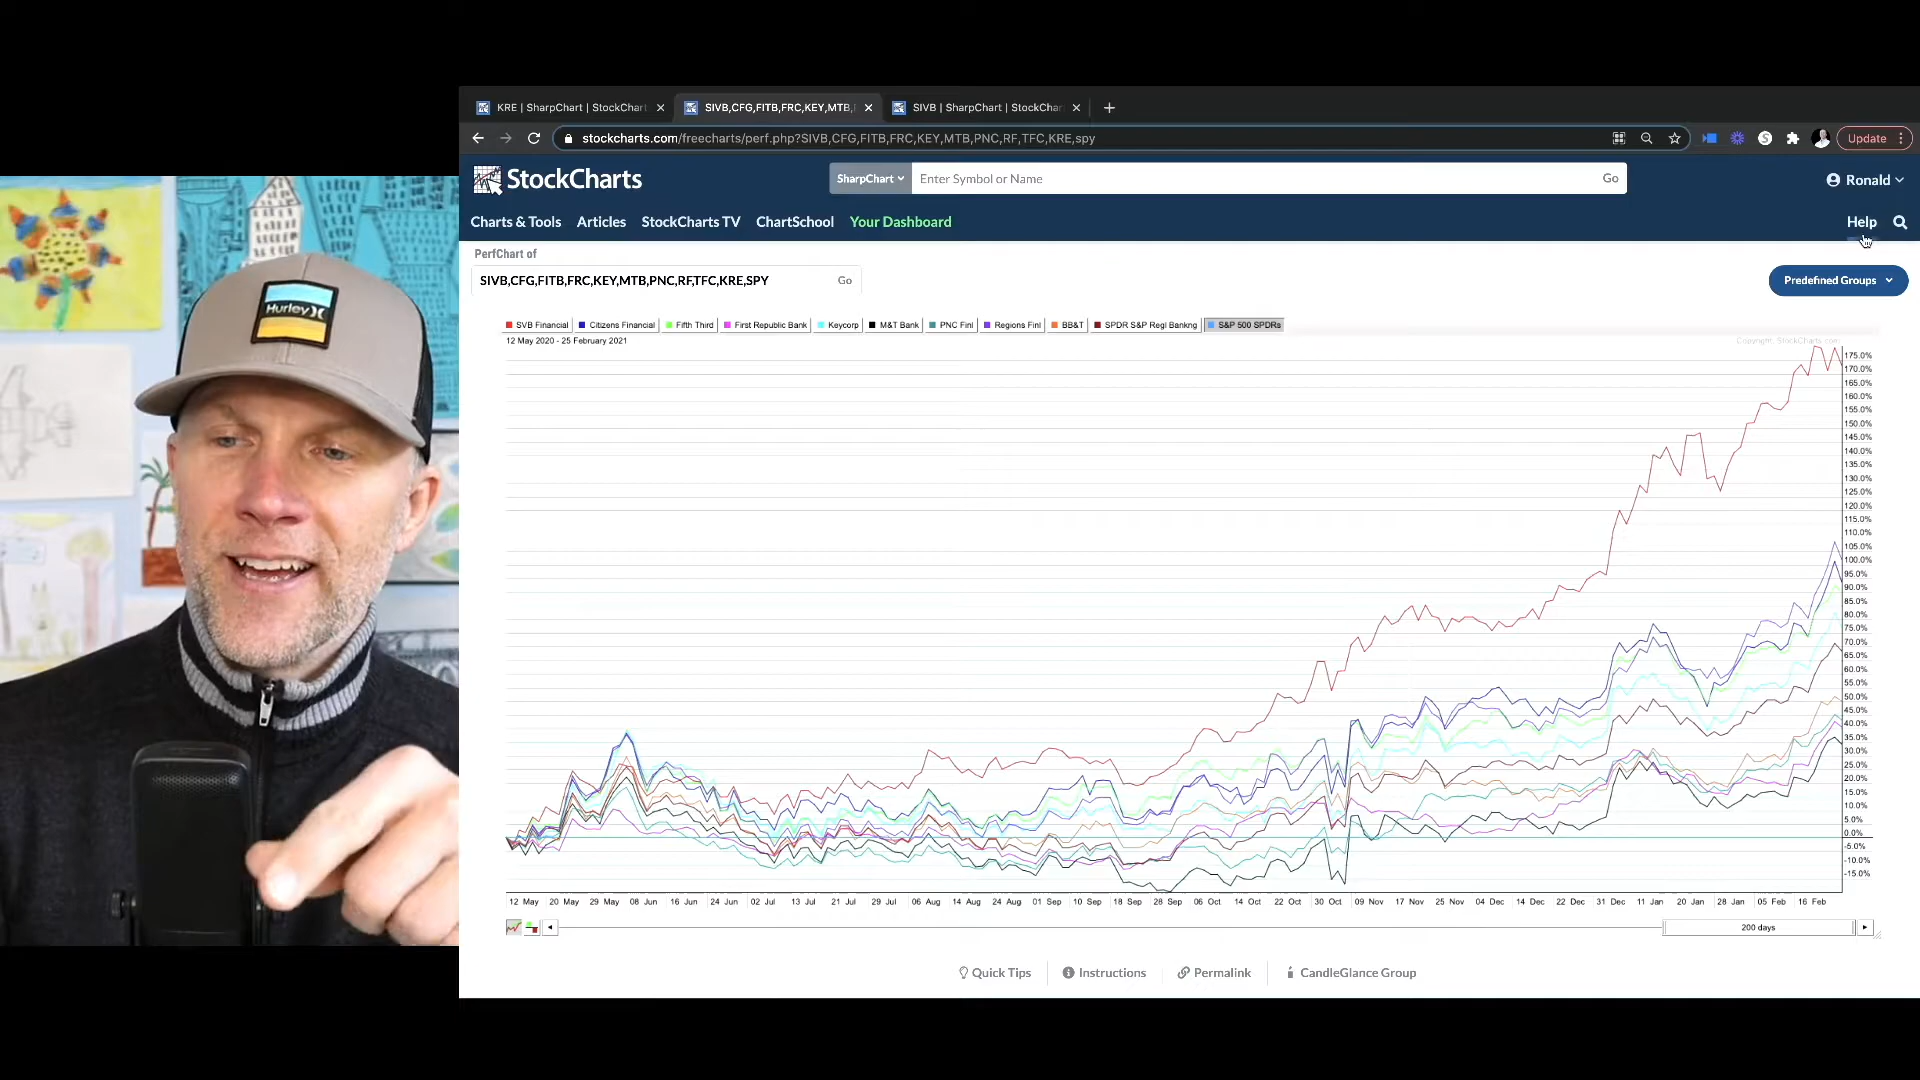 KRE | SharpChart | StockChart
SIVB,CFG,FITB,FRC,KEY,MTB,
SIVB | SharpChart | StockChar
stockcharts.com/freecharts/perf.php?SIVB,CFG,FITB,FRC,KEY,MTB,PNC,RF,TFC,KRE,spy
Update
StockCharts
SharpChart
Enter Symbol or Name
Go
Ronald
Charts & Tools
Articles
StockCharts TV
ChartSchool
Your Dashboard
Help
PerfChart of
SIVB,CFG,FITB,FRC,KEY,MTB,PNC,RF,TFC,KRE,SPY
Go
Predefined Groups
Hurley
SVB Financial
Citizens Financial
Fifth Third
First Republic Bank
Keycorp
M&T Bank
PNC Finl
Regions Finl
BB&T
SPDR S&P Regl Bankng
S&P 500 SPDRs
12 May 2020 - 25 February 2021
Copyright, StockCharts.com
175.0%
170.0%
165.0%
160.0%
155.0%
150.0%
145.0%
140.0%
135.0%
130.0%
125.0%
120.0%
115.0%
110.0%
105.0%
100.0%
95.0%
90.0%
85.0%
80.0%
75.0%
70.0%
65.0%
60.0%
55.0%
50.0%
45.0%
40.0%
35.0%
30.0%
25.0%
20.0%
15.0%
10.0%
5.0%
0.0%
-5.0%
-10.0%
-15.0%
12 May 20 May 29 May 08 Jun 16 Jun 24 Jun 02 Jul 13 Jul 21 Jul 29 Jul 06 Aug 14 Aug 24 Aug 01 Sep 10 Sep 18 Sep 28 Sep 06 Oct 14 Oct 22 Oct 30 Oct 09 Nov 17 Nov 25 Nov 04 Dec 14 Dec 22 Dec 31 Dec 11 Jan 20 Jan 28 Jan 05 Feb 16 Feb
200 days
Quick Tips
Instructions
Permalink
CandleGlance Group